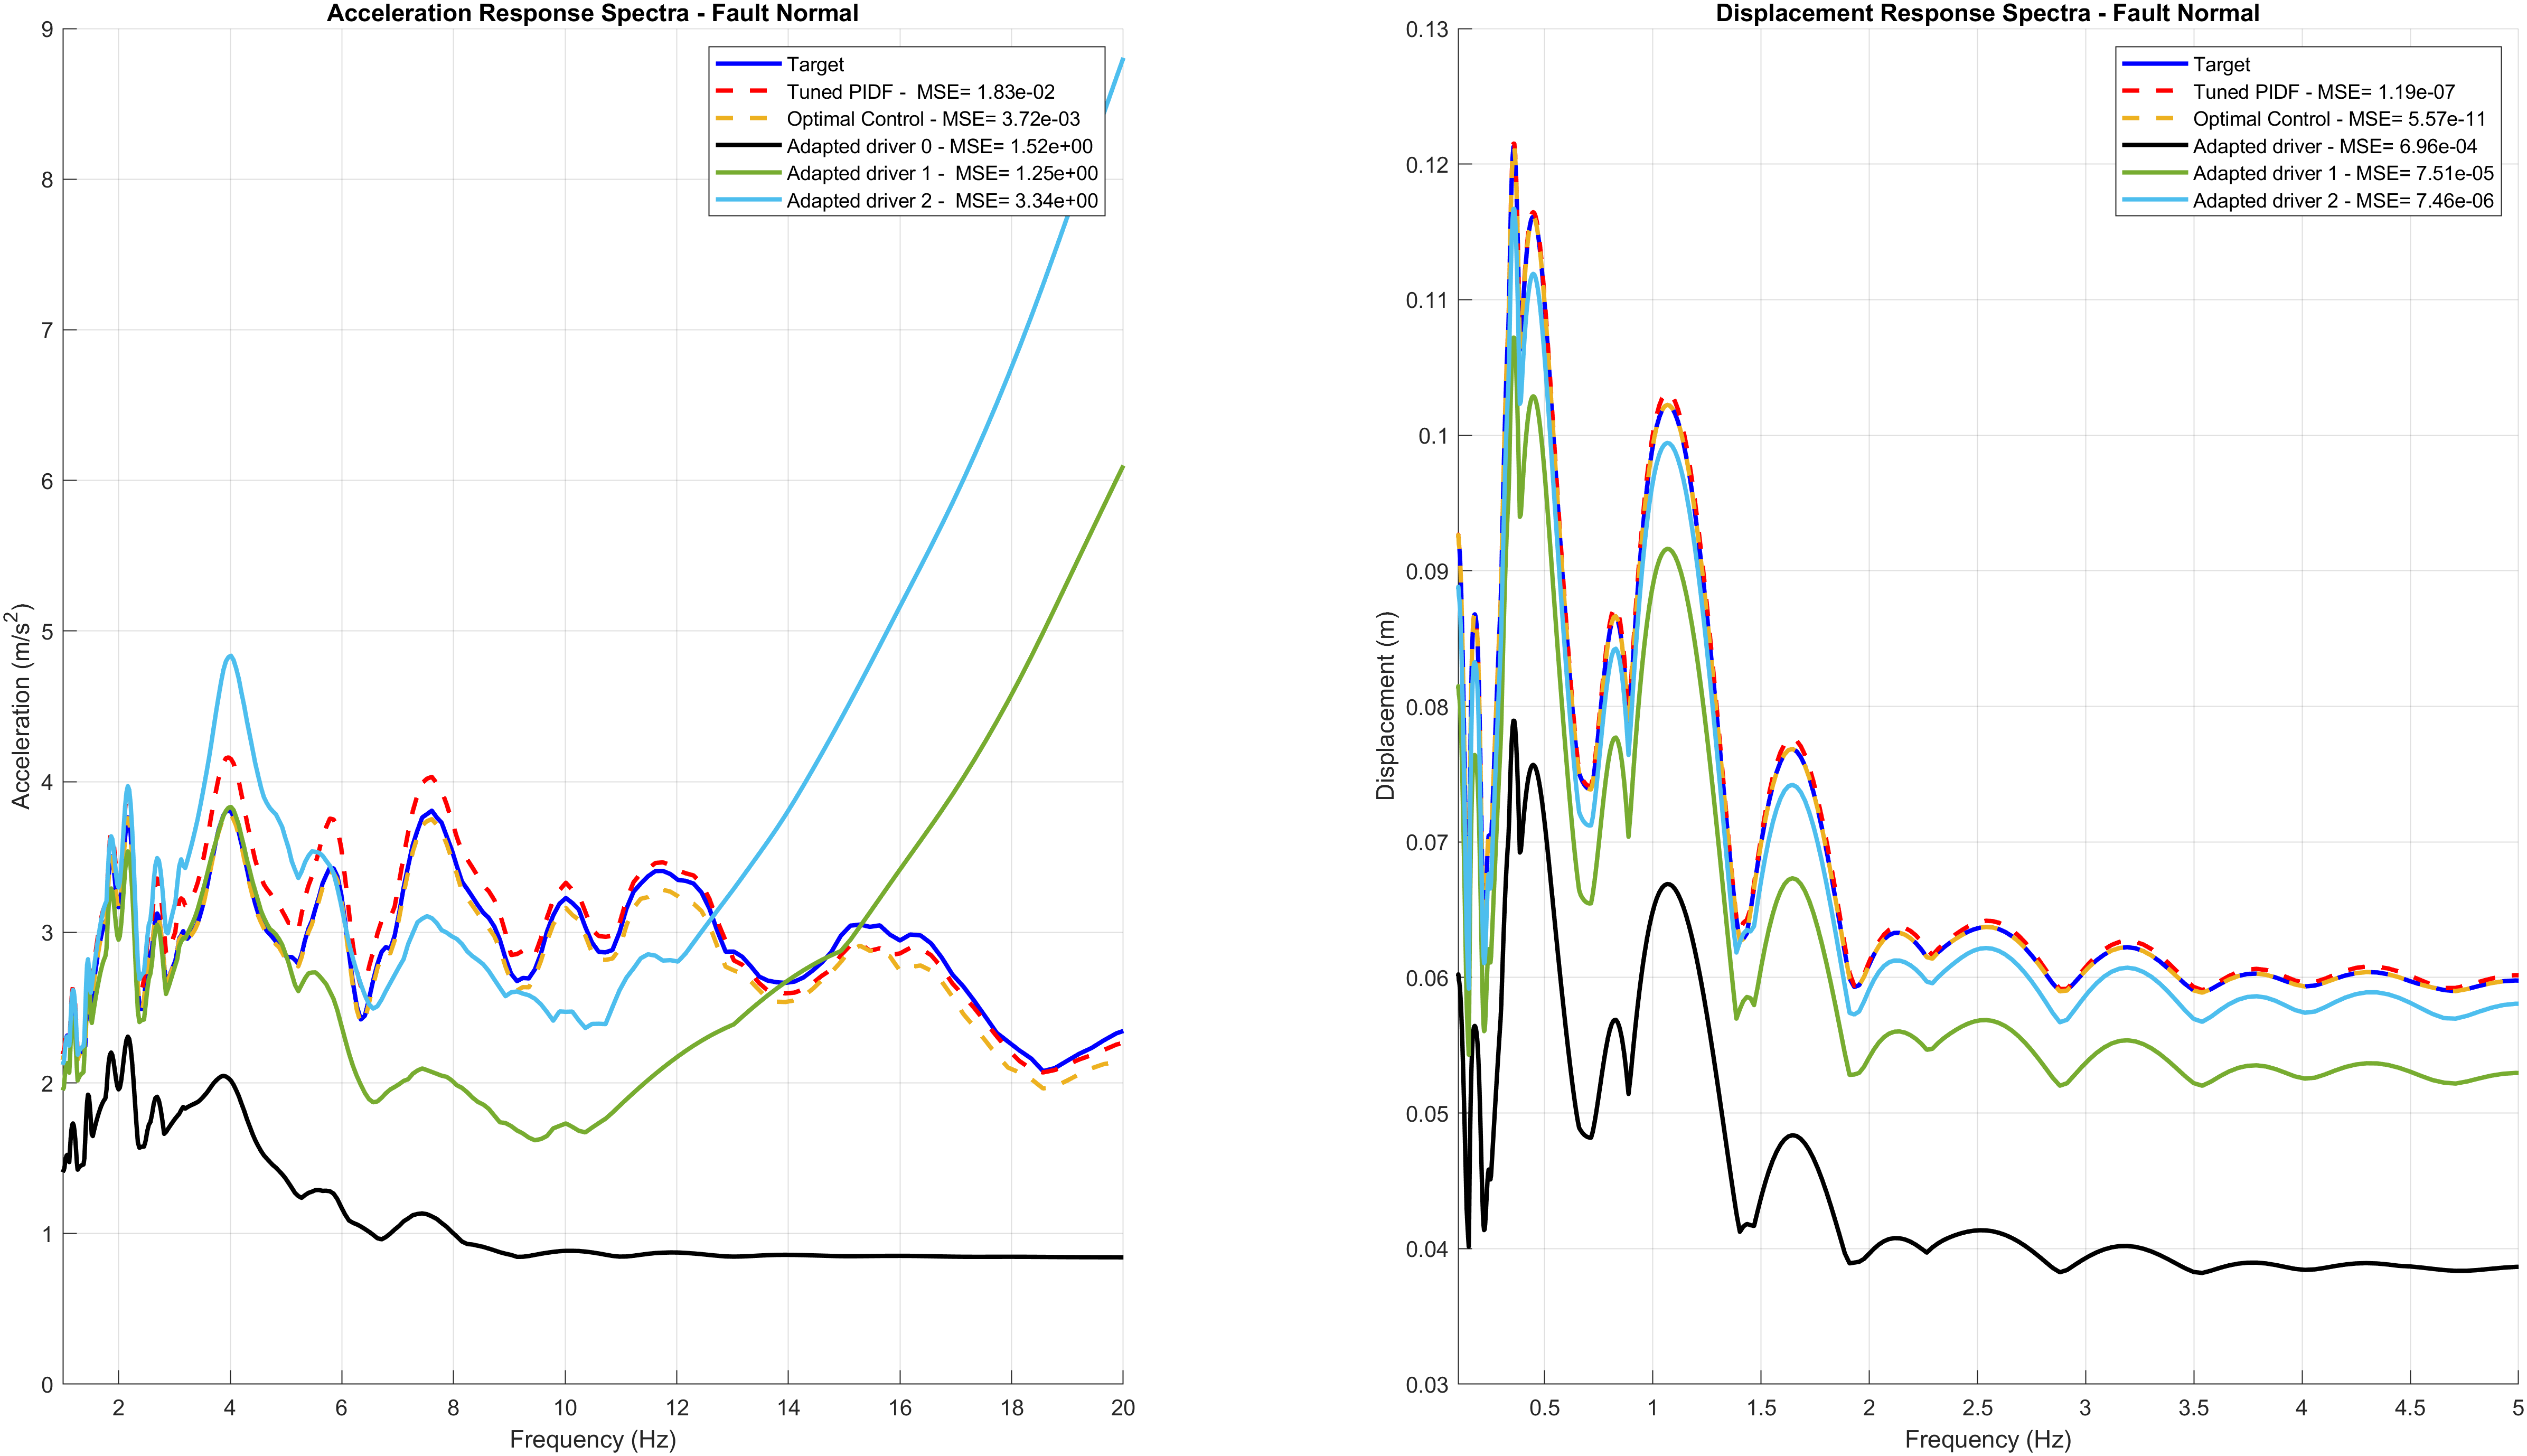 Acceleration Response Spectra - Fault Normal
9
8
7
6
5
4
3
2
1
0
Acceleration (m/s2)
2 4 6 8 10 12 14 16 18 20
Frequency (Hz)
Target
Tuned PIDF - MSE= 1.83e-02
Optimal Control - MSE= 3.72e-03
Adapted driver 0 - MSE= 1.52e+00
Adapted driver 1 - MSE= 1.25e+00
Adapted driver 2 - MSE= 3.34e+00
Displacement Response Spectra - Fault Normal
0.13
0.12
0.11
0.1
0.09
0.08
0.07
0.06
0.05
0.04
0.03
Displacement (m)
0.5 1 1.5 2 2.5 3 3.5 4 4.5 5
Frequency (Hz)
Target
Tuned PIDF - MSE= 1.19e-07
Optimal Control - MSE= 5.57e-11
Adapted driver - MSE= 6.96e-04
Adapted driver 1 - MSE= 7.51e-05
Adapted driver 2 - MSE= 7.46e-06